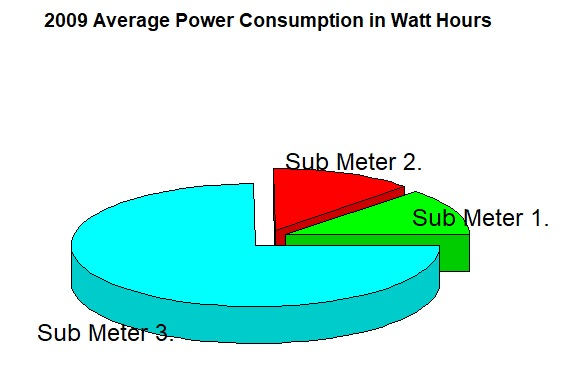 2009 Average Power Consumption in Watt Hours
Sub Meter 2.
Sub Meter 1.
Sub Meter 3.